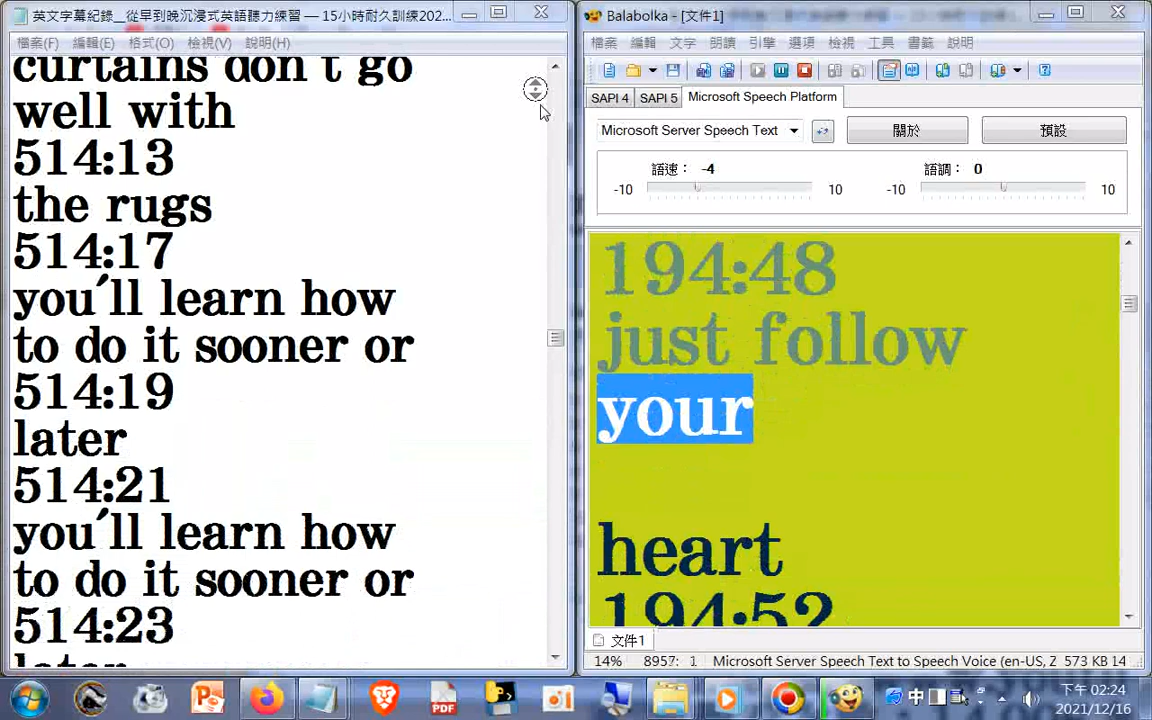 英文字幕紀錄__從早到晚沉浸式英語聽力練習 — 15小時耐久訓練202...
檔案(F) 編輯(E) 格式(O) 檢視(V) 說明(H)
curtains don't go
well with
514:13
the rugs
514:17
you'll learn how
to do it sooner or
514:19
later
514:21
you'll learn how
to do it sooner or
514:23
later
Balabolka - [文件1]
檔案 編輯 文字 朗讀 引擎 選項 檢視 工具 書籤 說明
SAPI 4 SAPI 5 Microsoft Speech Platform
Microsoft Server Speech Text 關於 預設
語速： -4 語調： 0
-10 10 -10 10
194:48
just follow
your
heart
194:52
文件1
14% 8957: 1 Microsoft Server Speech Text to Speech Voice (en-US, Z 573 KB 14
PDF 中 下午 02:24
2021/12/16